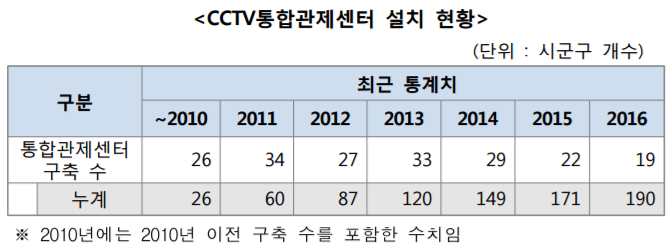 <CCTV통합관제센터 설치 현황>
(단위 : 시군구 개수)
구분 최근 통계치
~2010 2011 2012 2013 2014 2015 2016
통합관제센터
구축 수 26 34 27 33 29 22 19
누계 26 60 87 120 149 171 190
※ 2010년에는 2010년 이전 구축 수를 포함한 수치임